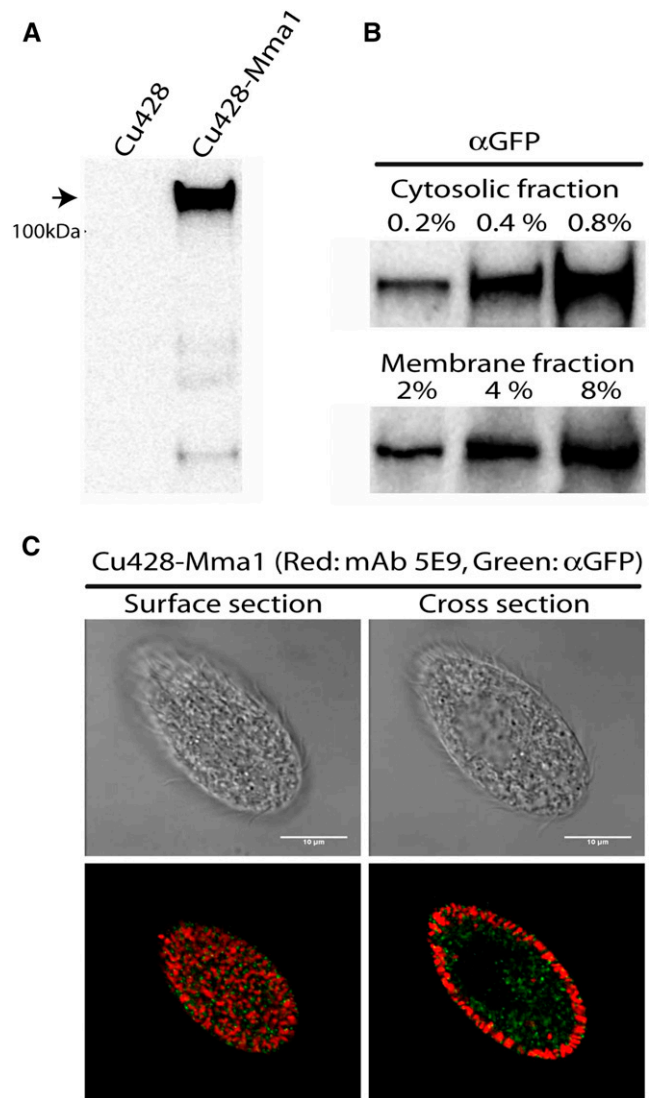 A
Cu428
Cu428-Mma1
100kDa
B
αGFP
Cytosolic fraction
0.2% 0.4 % 0.8%
Membrane fraction
2% 4 % 8%
C
Cu428-Mma1 (Red: mAb 5E9, Green: αGFP)
Surface section Cross section
10 μm 10 μm